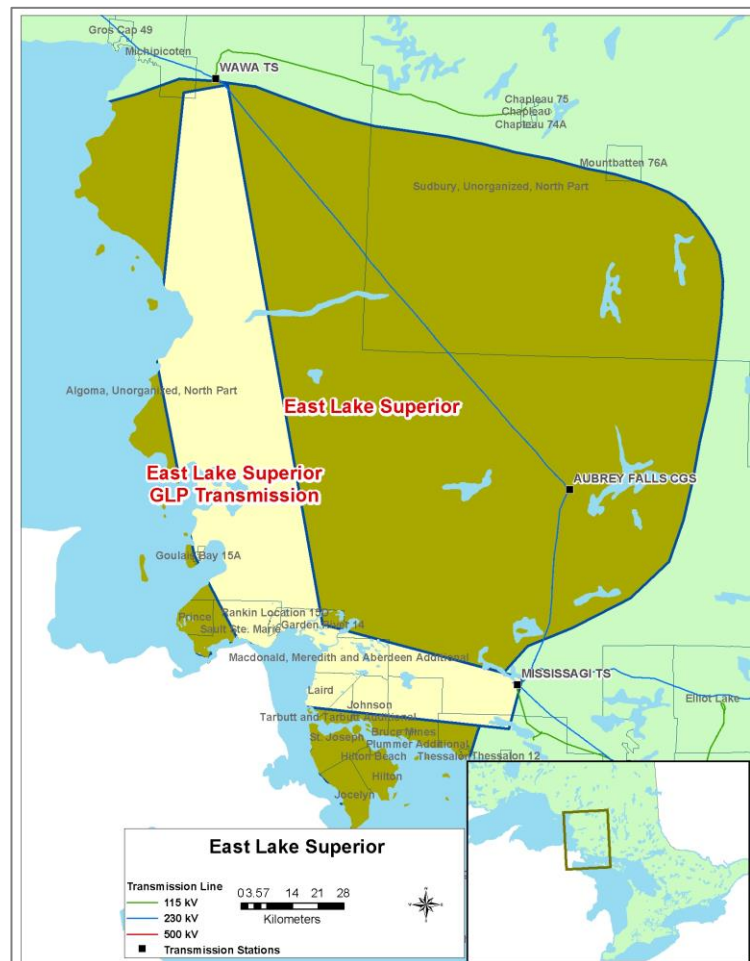 Gros Cap 49
Michipicoten
WAWA TS
Chapleau 75
Chapleau
Chapleau 74A
Mountbatten 76A
Sudbury, Unorganized, North Part
Algoma, Unorganized, North Part
East Lake Superior
East Lake Superior
GLP Transmission
AUBREY FALLS CGS
Goulais Bay 15A
Prince
Rankin Location 15D
Garden River 14
Sault Ste. Marie
Macdonald, Meredith and Aberdeen Additional
MISSISSAGI TS
Laird
Elliot Lake
Johnson
Tarbutt and Tarbutt Additional
St. Joseph
Bruce Mines
Plummer Additional
Hilton Beach
Thessalon
Thessalon 12
Hilton
Jocelyn
East Lake Superior
Transmission Line
115 kV
230 kV
500 kV
Transmission Stations
0 3.5 7 14 21 28
Kilometers